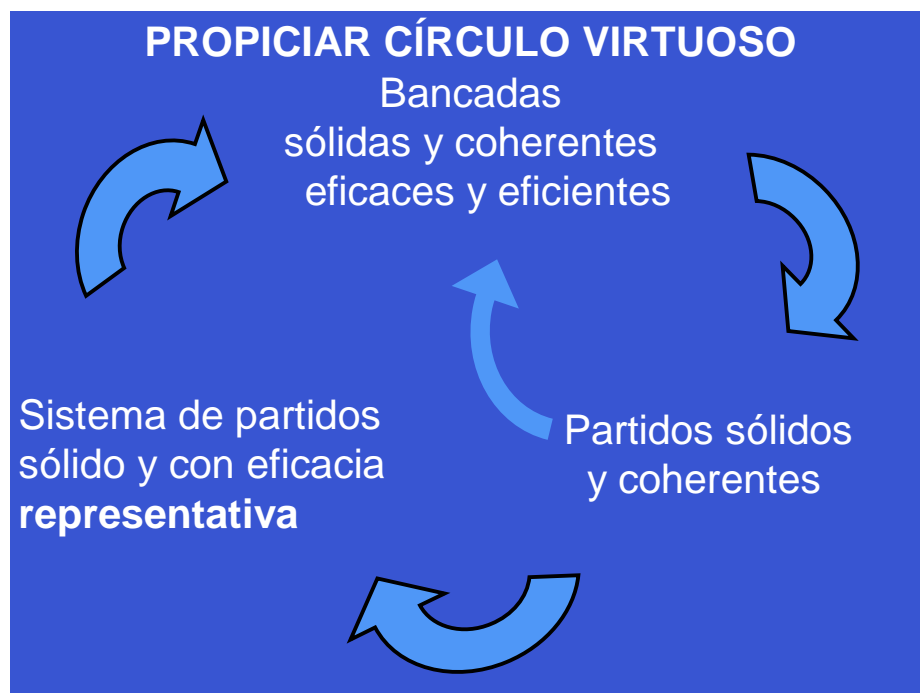 PROPICIAR CÍRCULO VIRTUOSO
Bancadas
sólidas y coherentes
eficaces y eficientes
Sistema de partidos
sólido y con eficacia
representativa
Partidos sólidos
y coherentes